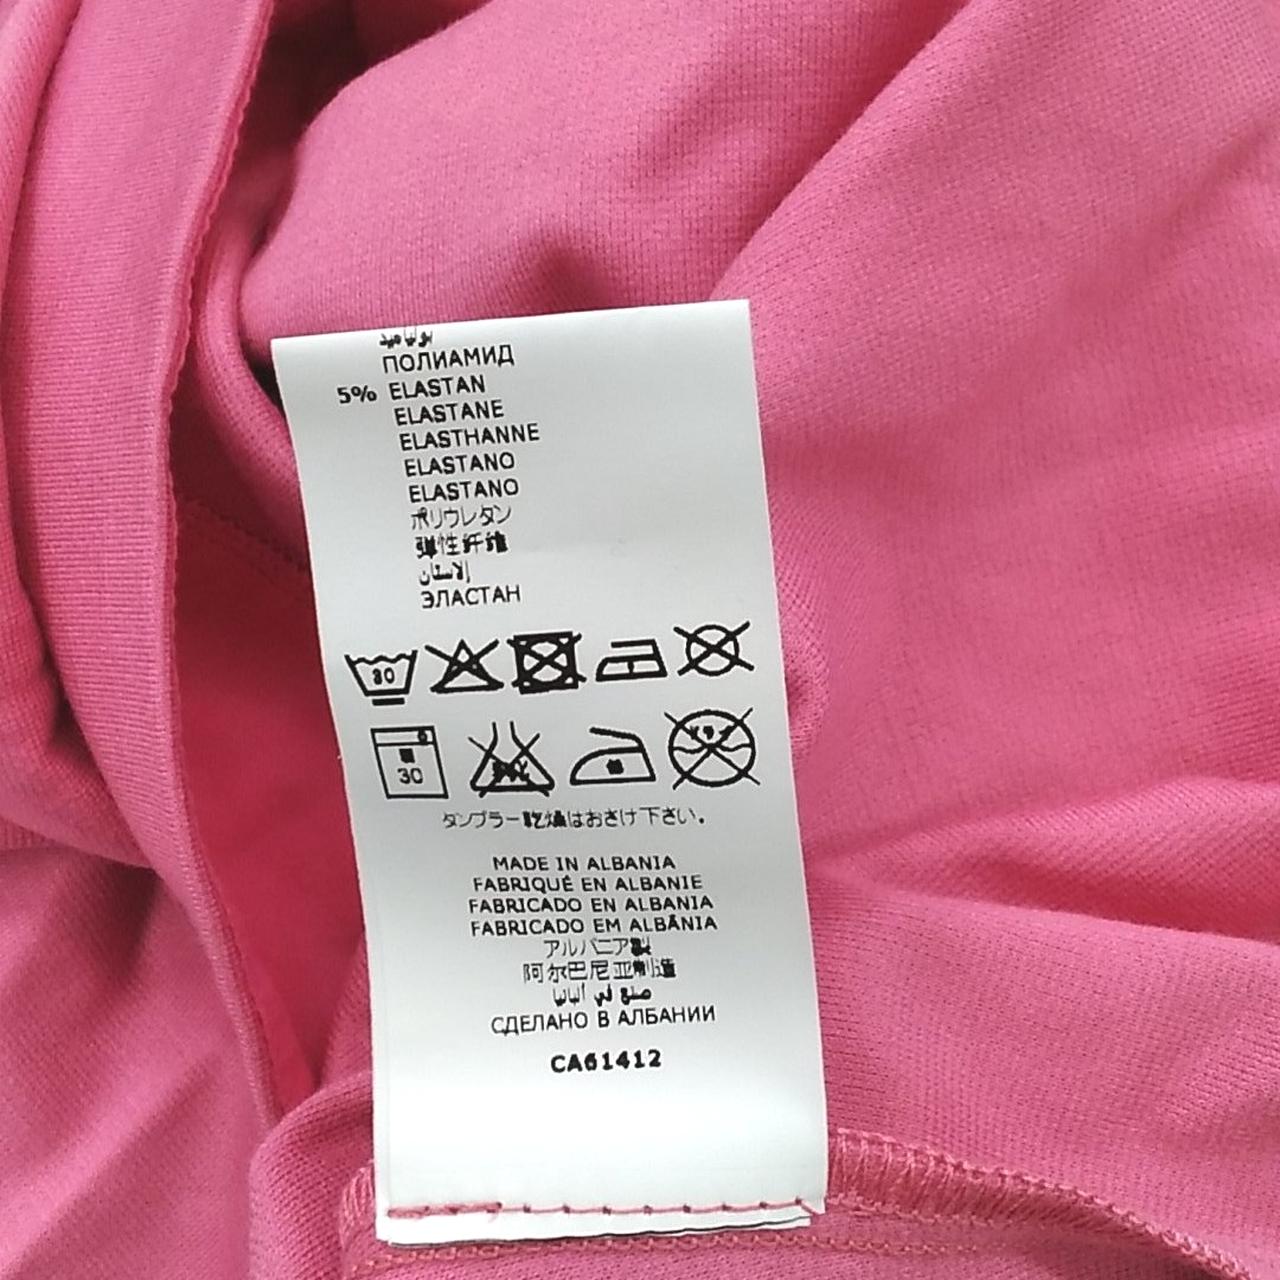 بولياميد
ПОЛИАМИД
5% ELASTAN
ELASTANE
ELASTHANNE
ELASTANO
ELASTANO
ポリウレタン
弾性纤維
الاستان
ЭЛАСТАН
30
30
タンブラー乾燥はおさけ下さい。
MADE IN ALBANIA
FABRIQUÉ EN ALBANIE
FABRICADO EN ALBANIA
FABRICADO EM ALBÂNIA
アルバニア製
阿尔巴尼亚制造
صنع في ألبانيا
СДЕЛАНО В АЛБАНИИ
CA61412